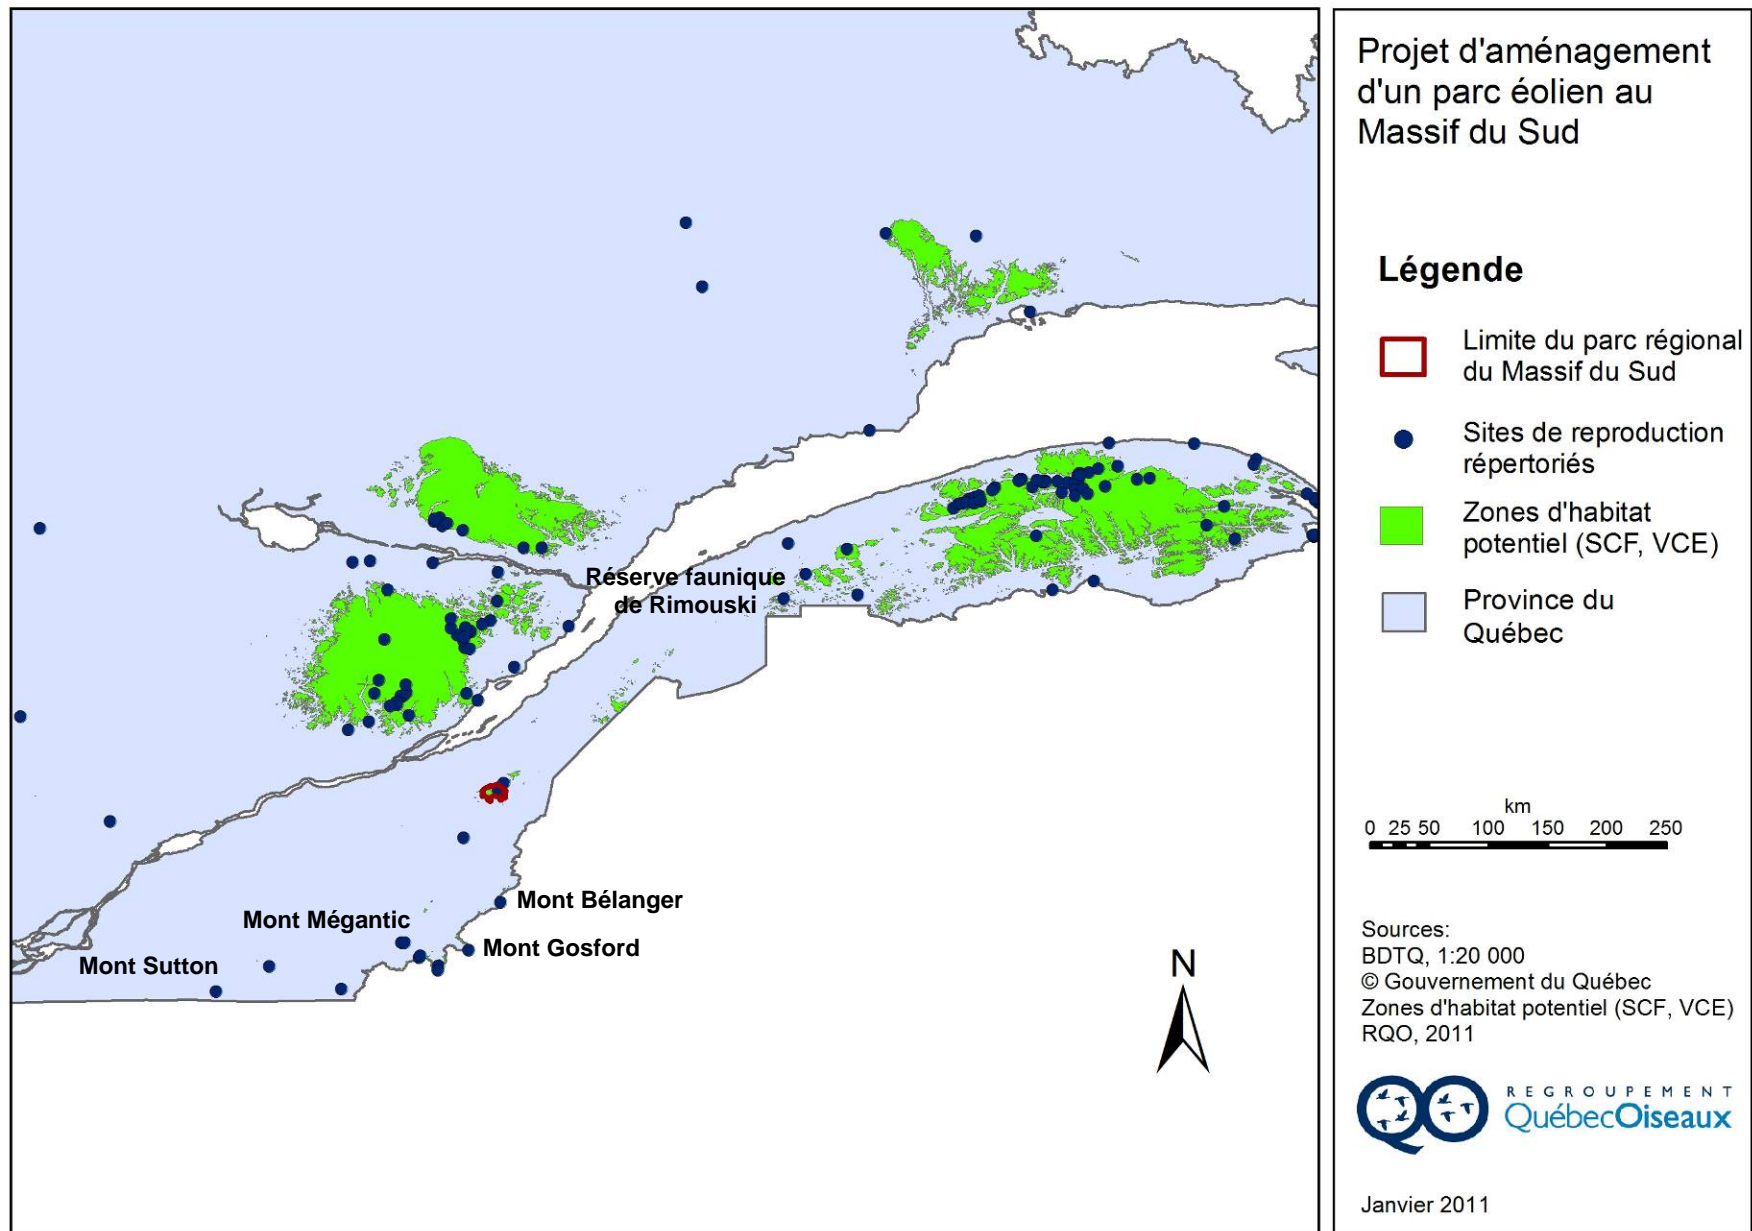 Réserve faunique
de Rimouski
Mont Bélanger
Mont Mégantic
Mont Gosford
Mont Sutton
N
Projet d'aménagement
d'un parc éolien au
Massif du Sud
Légende
Limite du parc régional
du Massif du Sud
Sites de reproduction
répertoriés
Zones d'habitat
potentiel (SCF, VCE)
Province du
Québec
km
0 25 50 100 150 200 250
Sources:
BDTQ, 1:20 000
© Gouvernement du Québec
Zones d'habitat potentiel (SCF, VCE)
RQO, 2011
REGROUPEMENT
QuébecOiseaux
Janvier 2011